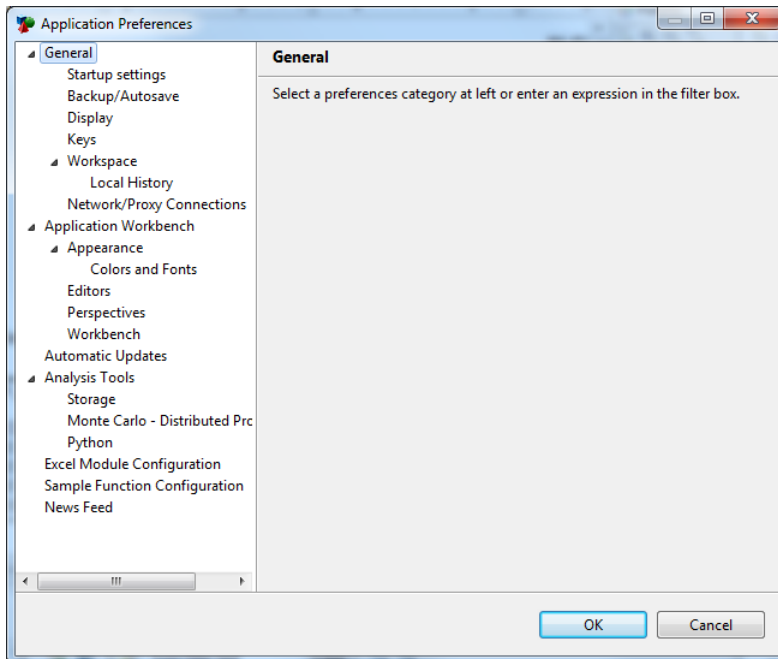 Application Preferences
General
Startup settings
Backup/Autosave
Display
Keys
Workspace
Local History
Network/Proxy Connections
Application Workbench
Appearance
Colors and Fonts
Editors
Perspectives
Workbench
Automatic Updates
Analysis Tools
Storage
Monte Carlo - Distributed Prc
Python
Excel Module Configuration
Sample Function Configuration
News Feed
General
Select a preferences category at left or enter an expression in the filter box.
OK
Cancel